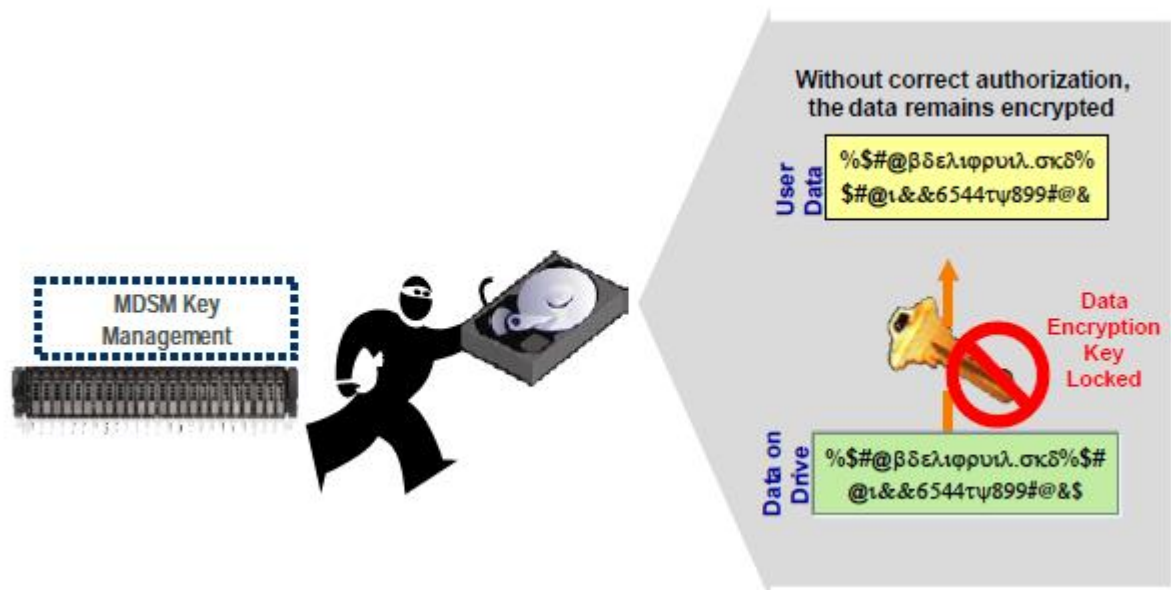 MDSM Key
Management
Without correct authorization,
the data remains encrypted
User
Data
%$#@βδελιφρυιλ.σκδ%
$#@ι&&6544τψ899#@&
Data
Encryption
Key
Locked
Data on
Drive
%$#@βδελιφρυιλ.σκδ%$#
@ι&&6544τψ899#@&$